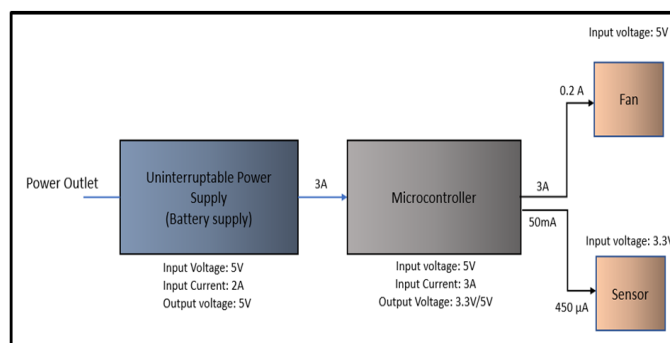 Input voltage: 5V
0.2 A
Fan
Power Outlet
Uninterruptable Power
Supply
(Battery supply)
3A
Microcontroller
3A
50mA
Input Voltage: 5V
Input Current: 2A
Output voltage: 5V
Input voltage: 5V
Input Current: 3A
Output Voltage: 3.3V/5V
Input voltage: 3.3V
450 µA
Sensor